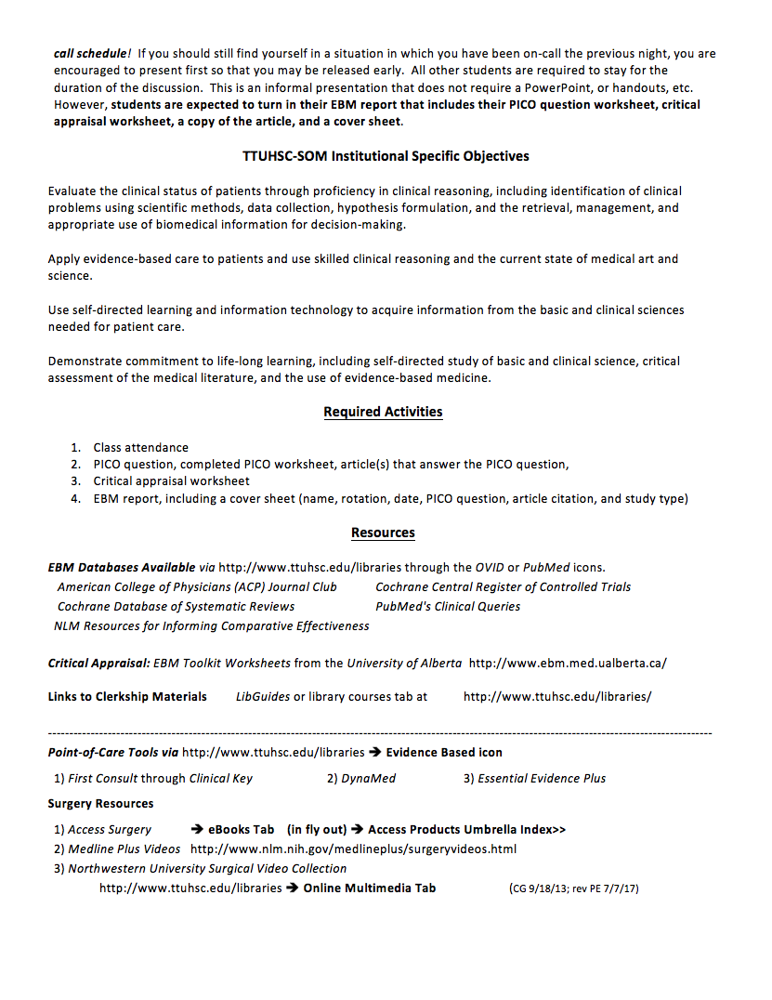 call schedule!  If you should still find yourself in a situation in which you have been on-call the previous night, you are
encouraged to present first so that you may be released early.  All other students are required to stay for the
duration of the discussion.  This is an informal presentation that does not require a PowerPoint, or handouts, etc.
However, students are expected to turn in their EBM report that includes their PICO question worksheet, critical
appraisal worksheet, a copy of the article, and a cover sheet.
TTUHSC-SOM Institutional Specific Objectives
Evaluate the clinical status of patients through proficiency in clinical reasoning, including identification of clinical
problems using scientific methods, data collection, hypothesis formulation, and the retrieval, management, and
appropriate use of biomedical information for decision-making.
Apply evidence-based care to patients and use skilled clinical reasoning and the current state of medical art and
science.
Use self-directed learning and information technology to acquire information from the basic and clinical sciences
needed for patient care.
Demonstrate commitment to life-long learning, including self-directed study of basic and clinical science, critical
assessment of the medical literature, and the use of evidence-based medicine.
Required Activities
1. Class attendance
2. PICO question, completed PICO worksheet, article(s) that answer the PICO question,
3. Critical appraisal worksheet
4. EBM report, including a cover sheet (name, rotation, date, PICO question, article citation, and study type)
Resources
EBM Databases Available via http://www.ttuhsc.edu/libraries through the OVID or PubMed icons.
American College of Physicians (ACP) Journal Club Cochrane Central Register of Controlled Trials
Cochrane Database of Systematic Reviews PubMed's Clinical Queries
NLM Resources for Informing Comparative Effectiveness
Critical Appraisal: EBM Toolkit Worksheets from the University of Alberta  http://www.ebm.med.ualberta.ca/
Links to Clerkship Materials LibGuides or library courses tab at http://www.ttuhsc.edu/libraries/
Point-of-Care Tools via http://www.ttuhsc.edu/libraries ➔ Evidence Based icon
1) First Consult through Clinical Key 2) DynaMed 3) Essential Evidence Plus
Surgery Resources
1) Access Surgery ➔ eBooks Tab (in fly out) ➔ Access Products Umbrella Index>>
2) Medline Plus Videos http://www.nlm.nih.gov/medlineplus/surgeryvideos.html
3) Northwestern University Surgical Video Collection
http://www.ttuhsc.edu/libraries ➔ Online Multimedia Tab (CG 9/18/13; rev PE 7/7/17)